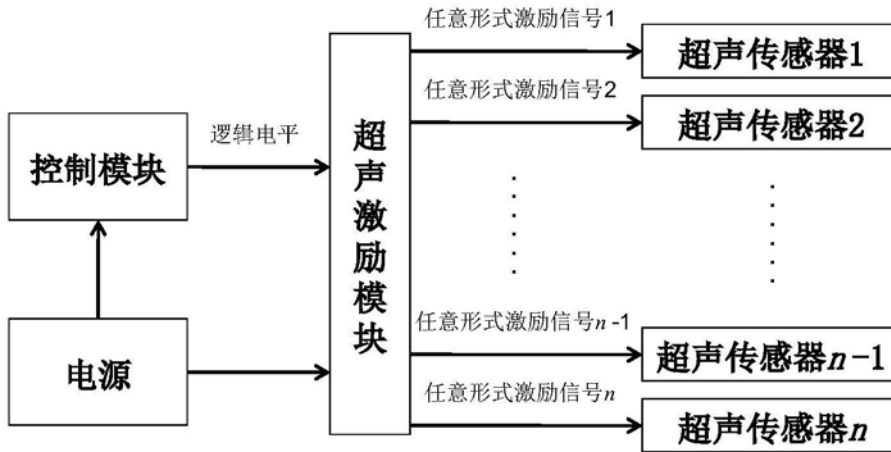 任意形式激励信号1
超声传感器1
任意形式激励信号2
超声传感器2
逻辑电平
控制模块
超声激励模块
任意形式激励信号n-1
超声传感器n-1
电源
任意形式激励信号n
超声传感器n